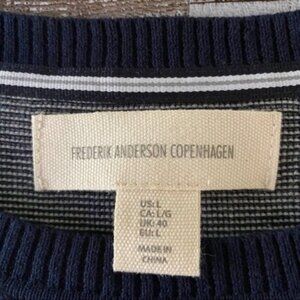 FREDERIK ANDERSON COPENHAGEN
US: L
CA: L/G
UK: 40
EU: L
MADE IN
CHINA